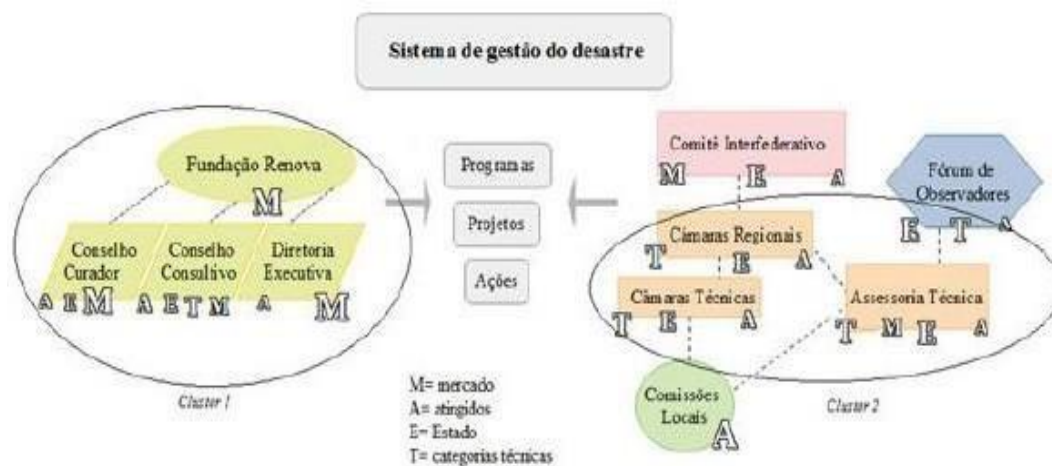 Sistema de gestão do desastre
Fundação Renova
M
Conselho
Curador
A E M
Conselho
Consultivo
A E T M
Diretoria
Executiva
A M
Cluster 1
Programas
Projetos
Ações
M= mercado
A= atingidos
E= Estado
T= categorias técnicas
Comitê Interfederativo
M E A
Fórum de
Observadores
E T A
Câmaras Regionais
T E A
Câmaras Técnicas
T E A
Assessoria Técnica
T M E A
Comissões
Locais
A
Cluster 2